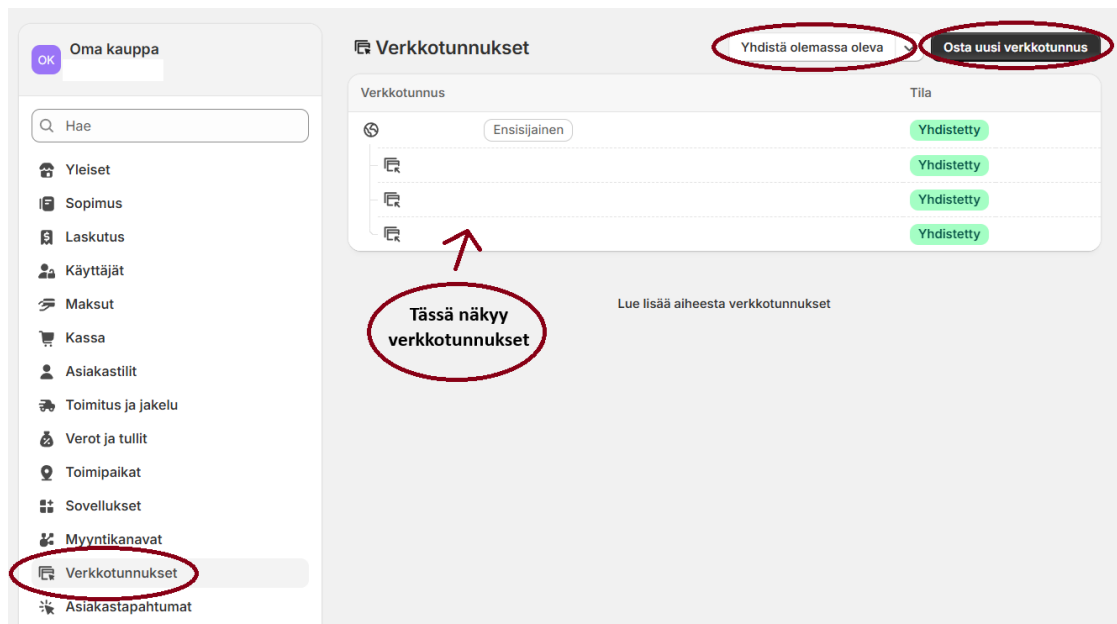 OK
Oma kauppa
Hae
Yleiset
Sopimus
Laskutus
Käyttäjät
Maksut
Kassa
Asiakastilit
Toimitus ja jakelu
Verot ja tullit
Toimipaikat
Sovellukset
Myyntikanavat
Verkkotunnukset
Asiakastapahtumat
Verkkotunnukset
Yhdistä olemassa oleva
Osta uusi verkkotunnus
Verkkotunnus Tila
Ensisijainen Yhdistetty
Yhdistetty
Yhdistetty
Yhdistetty
Tässä näkyy
verkkotunnukset
Lue lisää aiheesta verkkotunnukset